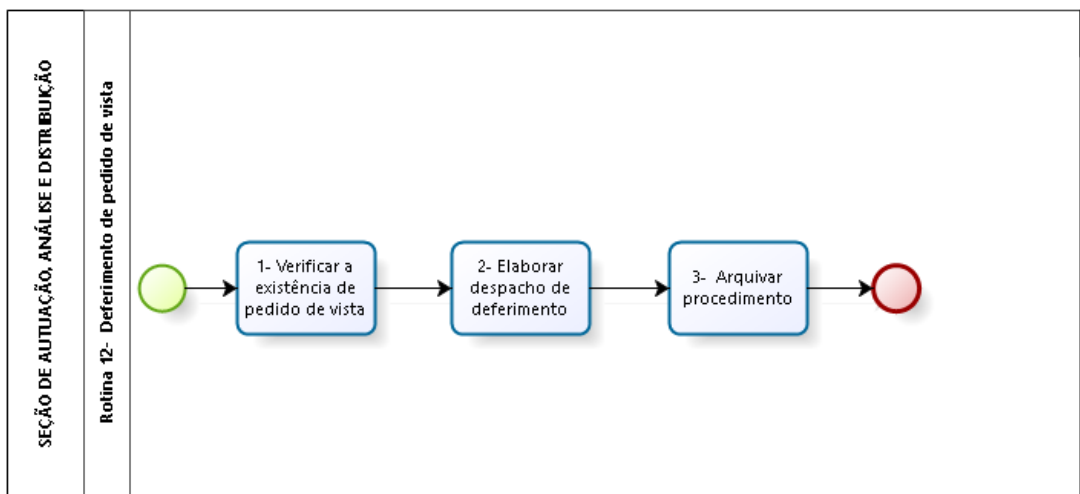 SEÇÃO DE AUTUAÇÃO, ANÁLISE E DISTRIBUIÇÃO
Rotina 12- Deferimento de pedido de vista
1- Verificar a
existência de
pedido de vista
2- Elaborar
despacho de
deferimento
3- Arquivar
procedimento